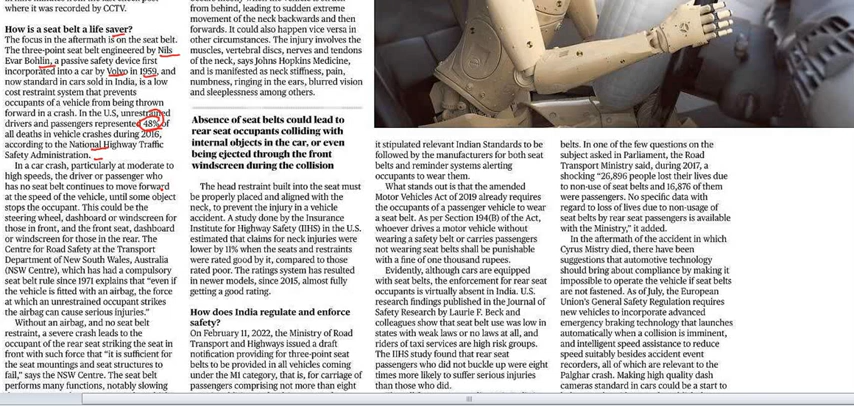 where it was recorded by CCTV.
How is a seat belt a life saver?
The focus in the aftermath is on the seat belt.
The three-point seat belt engineered by Nils
Evar Bohlin, a passive safety device first
incorporated into a car by Volvo in 1959, and
now standard in cars sold in India, is a low
cost restraint system that prevents
occupants of a vehicle from being thrown
forward in a crash. In the U.S, unrestrained
drivers and passengers represented 48% of
all deaths in vehicle crashes during 2016,
according to the National Highway Traffic
Safety Administration.
In a car crash, particularly at moderate to
high speeds, the driver or passenger who
has no seat belt continues to move forward
at the speed of the vehicle, until some object
stops the occupant. This could be the
steering wheel, dashboard or windscreen for
those in front, and the front seat, dashboard
or windscreen for those in the rear. The
Centre for Road Safety at the Transport
Department of New South Wales, Australia
(NSW Centre), which has had a compulsory
seat belt rule since 1971 explains that “even if
the vehicle is fitted with an airbag, the force
at which an unrestrained occupant strikes
the airbag can cause serious injuries.”
Without an airbag, and no seat belt
restraint, a severe crash leads to the
occupant of the rear seat striking the seat in
front with such force that “it is sufficient for
the seat mountings and seat structures to
fail,” says the NSW Centre. The seat belt
performs many functions, notably slowing
from behind, leading to sudden extreme
movement of the neck backwards and then
forwards. It could also happen vice versa in
other circumstances. The injury involves the
muscles, vertebral discs, nerves and tendons
of the neck, says Johns Hopkins Medicine,
and is manifested as neck stiffness, pain,
numbness, ringing in the ears, blurred vision
and sleeplessness among others.
Absence of seat belts could lead to
rear seat occupants colliding with
internal objects in the car, or even
being ejected through the front
windscreen during the collision
The head restraint built into the seat must
be properly placed and aligned with the
neck, to prevent the injury in a vehicle
accident. A study done by the Insurance
Institute for Highway Safety (IIHS) in the U.S.
estimated that claims for neck injuries were
lower by 11% when the seats and restraints
were rated good by it, compared to those
rated poor. The ratings system has resulted
in newer models, since 2015, almost fully
getting a good rating.
How does India regulate and enforce
safety?
On February 11, 2022, the Ministry of Road
Transport and Highways issued a draft
notification providing for three-point seat
belts to be provided in all vehicles coming
under the M1 category, that is, for carriage of
passengers comprising not more than eight
it stipulated relevant Indian Standards to be
followed by the manufacturers for both seat
belts and reminder systems alerting
occupants to wear them.
What stands out is that the amended
Motor Vehicles Act of 2019 already requires
the occupants of a passenger vehicle to wear
a seat belt. As per Section 194(B) of the Act,
whoever drives a motor vehicle without
wearing a safety belt or carries passengers
not wearing seat belts shall be punishable
with a fine of one thousand rupees.
Evidently, although cars are equipped
with seat belts, the enforcement for rear seat
occupants is virtually absent in India. U.S.
research findings published in the Journal of
Safety Research by Laurie F. Beck and
colleagues show that seat belt use was low in
states with weak laws or no laws at all, and
riders of taxi services are high risk groups.
The IIHS study found that rear seat
passengers who did not buckle up were eight
times more likely to suffer serious injuries
than those who did.
belts. In one of the few questions on the
subject asked in Parliament, the Road
Transport Ministry said, during 2017, a
shocking “26,896 people lost their lives due
to non-use of seat belts and 16,876 of them
were passengers. No specific data with
regard to loss of lives due to non-usage of
seat belts by rear seat passengers is available
with the Ministry,” it added.
In the aftermath of the accident in which
Cyrus Mistry died, there have been
suggestions that automotive technology
should bring about compliance by making it
impossible to operate the vehicle if seat belts
are not fastened. As of July, the European
Union’s General Safety Regulation requires
new vehicles to incorporate advanced
emergency braking technology that launches
automatically when a collision is imminent,
and intelligent speed assistance to reduce
speed suitably besides accident event
recorders, all of which are relevant to the
Palghar crash. Making high quality dash
cameras standard in cars could be a start to